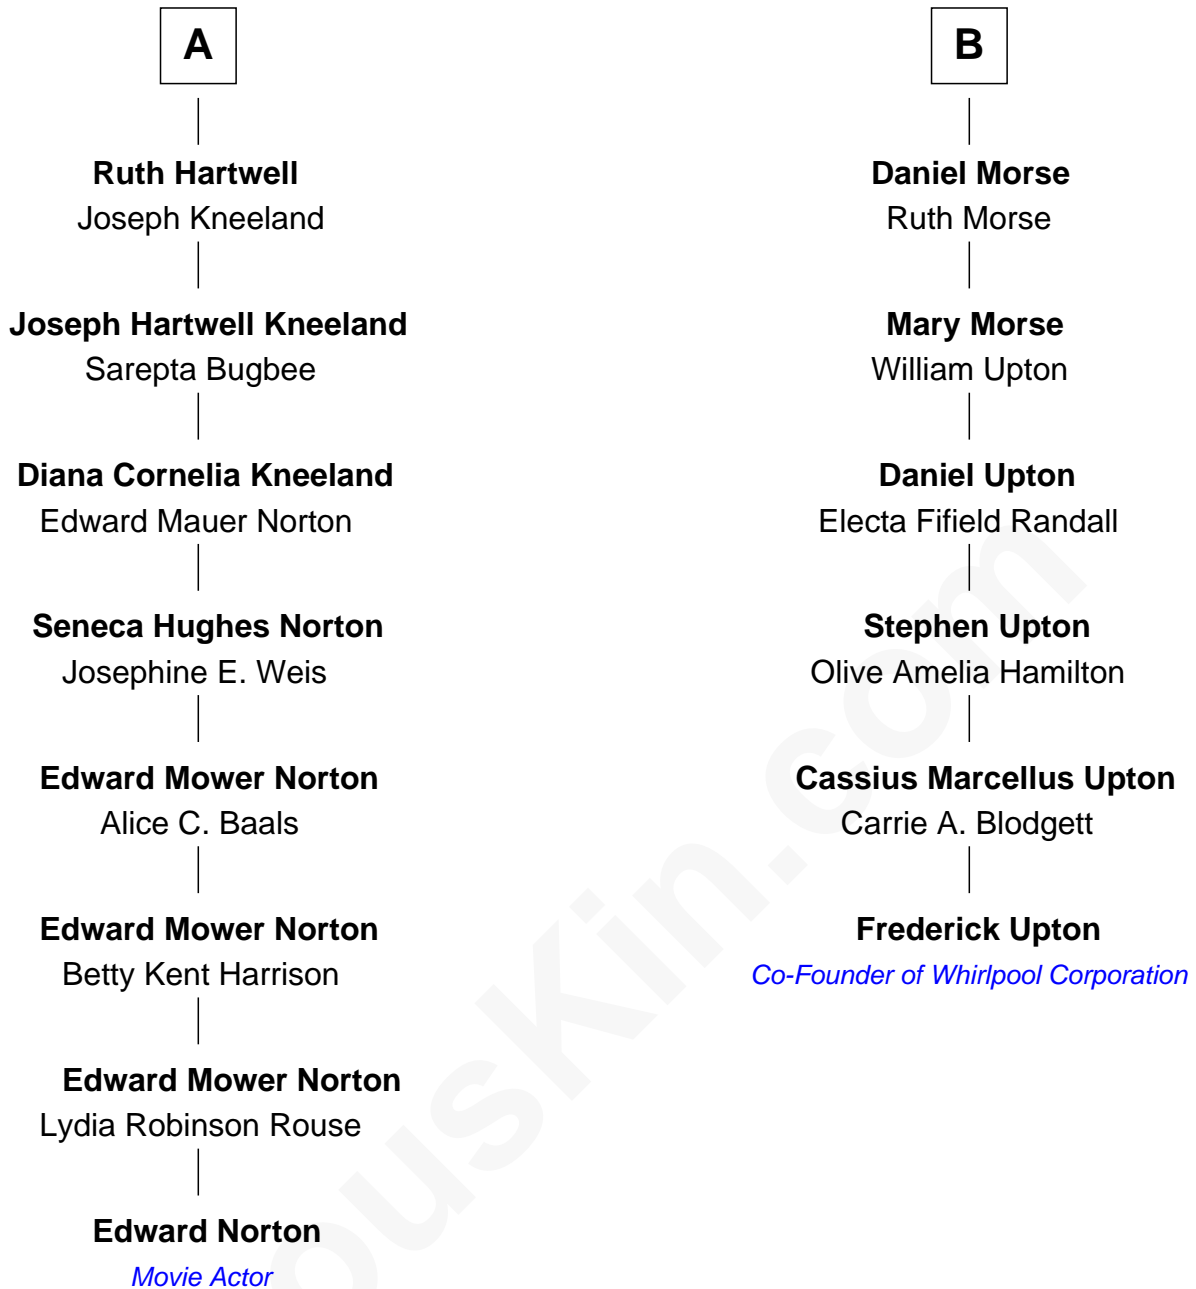 A
Ruth Hartwell
Joseph Kneeland
Joseph Hartwell Kneeland
Sarepta Bugbee
Diana Cornelia Kneeland
Edward Mauer Norton
Seneca Hughes Norton
Josephine E. Weis
Edward Mower Norton
Alice C. Baals
Edward Mower Norton
Betty Kent Harrison
Edward Mower Norton
Lydia Robinson Rouse
Edward Norton
Movie Actor
B
Daniel Morse
Ruth Morse
Mary Morse
William Upton
Daniel Upton
Electa Fifield Randall
Stephen Upton
Olive Amelia Hamilton
Cassius Marcellus Upton
Carrie A. Blodgett
Frederick Upton
Co-Founder of Whirlpool Corporation
ousKin.com